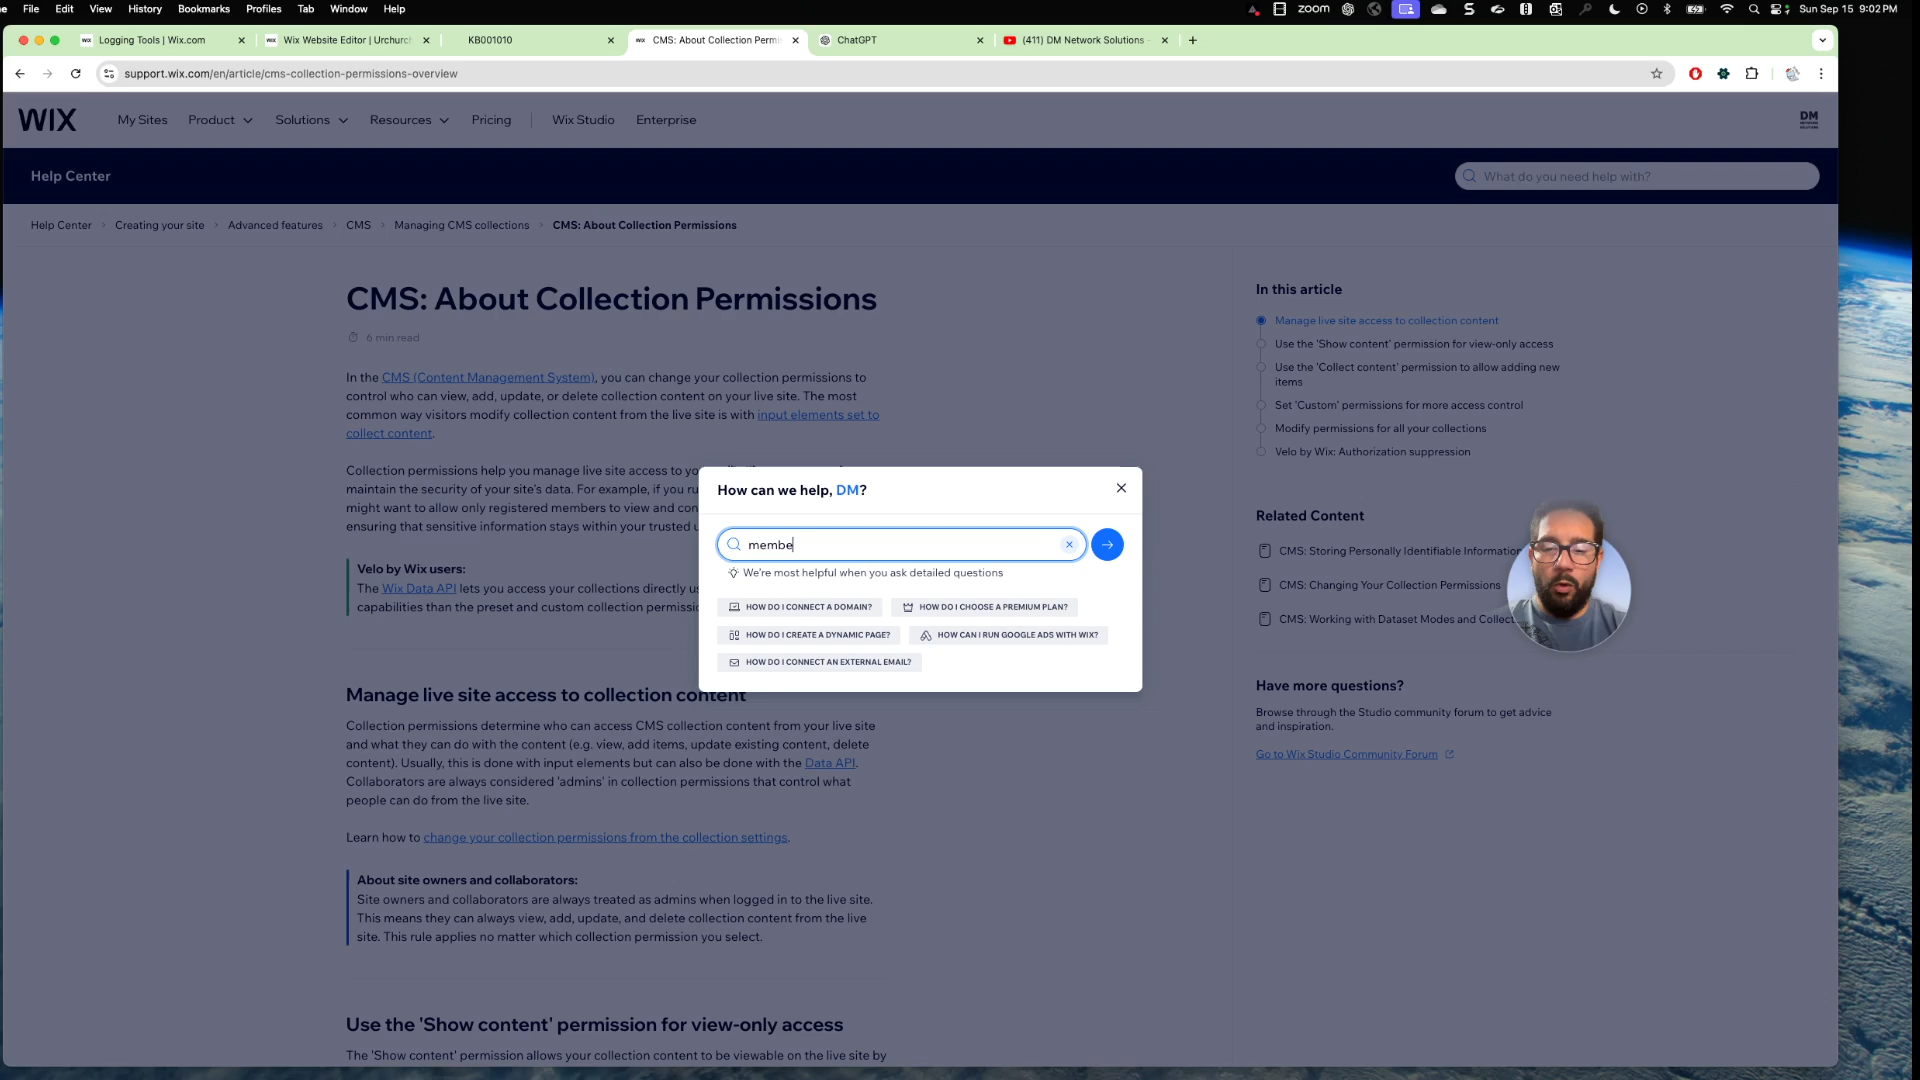 File Edit View History Bookmarks Profiles Tab Window Help
zoom
Sun Sep 15 9:02 PM
Logging Tools | Wix.com
Wix Website Editor | Urchurch
KB001010
CMS: About Collection Permi
ChatGPT
(411) DM Network Solutions -
support.wix.com/en/article/cms-collection-permissions-overview
WIX
My Sites Product Solutions Resources Pricing Wix Studio Enterprise
DM
Help Center
What do you need help with?
Help Center > Creating your site > Advanced features > CMS > Managing CMS collections > CMS: About Collection Permissions
CMS: About Collection Permissions
6 min read
In the CMS (Content Management System), you can change your collection permissions to
control who can view, add, update, or delete collection content on your live site. The most
common way visitors modify collection content from the live site is with input elements set to
collect content.
Collection permissions help you manage live site access to yo
maintain the security of your site's data. For example, if you ru
might want to allow only registered members to view and con
ensuring that sensitive information stays within your trusted u
Velo by Wix users:
The Wix Data API lets you access your collections directly us
capabilities than the preset and custom collection permissi
Manage live site access to collection content
Collection permissions determine who can access CMS collection content from your live site
and what they can do with the content (e.g. view, add items, update existing content, delete
content). Usually, this is done with input elements but can also be done with the Data API.
Collaborators are always considered 'admins' in collection permissions that control what
people can do from the live site.
Learn how to change your collection permissions from the collection settings.
About site owners and collaborators:
Site owners and collaborators are always treated as admins when logged in to the live site.
This means they can always view, add, update, and delete collection content from the live
site. This rule applies no matter which collection permission you select.
Use the 'Show content' permission for view-only access
The 'Show content' permission allows your collection content to be viewable on the live site by
How can we help, DM?
membe
We're most helpful when you ask detailed questions
HOW DO I CONNECT A DOMAIN?
HOW DO I CHOOSE A PREMIUM PLAN?
HOW DO I CREATE A DYNAMIC PAGE?
HOW CAN I RUN GOOGLE ADS WITH WIX?
HOW DO I CONNECT AN EXTERNAL EMAIL?
In this article
Manage live site access to collection content
Use the 'Show content' permission for view-only access
Use the 'Collect content' permission to allow adding new
items
Set 'Custom' permissions for more access control
Modify permissions for all your collections
Velo by Wix: Authorization suppression
Related Content
CMS: Storing Personally Identifiable Information
CMS: Changing Your Collection Permissions
CMS: Working with Dataset Modes and Collect
Have more questions?
Browse through the Studio community forum to get advice
and inspiration.
Go to Wix Studio Community Forum